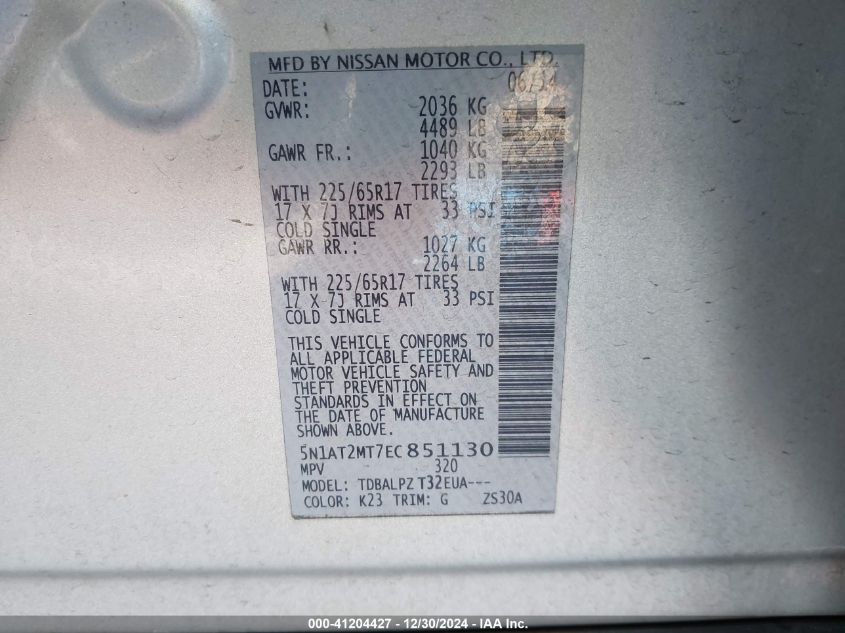 MFD BY NISSAN MOTOR CO., LTD.
DATE: 06/14
GVWR: 2036 KG
4489 LB
GAWR FR.: 1040 KG
2293 LB
WITH 225/65R17 TIRES
17 X 7J RIMS AT 33 PSI
COLD SINGLE
GAWR RR.: 1027 KG
2264 LB
WITH 225/65R17 TIRES
17 X 7J RIMS AT 33 PSI
COLD SINGLE
THIS VEHICLE CONFORMS TO
ALL APPLICABLE FEDERAL
MOTOR VEHICLE SAFETY AND
THEFT PREVENTION
STANDARDS IN EFFECT ON
THE DATE OF MANUFACTURE
SHOWN ABOVE.
5N1AT2MT7EC851130
MPV 320
MODEL: TDBALPZ T32EUA---
COLOR: K23 TRIM: G ZS30A
000-41204427 - 12/30/2024 - IAA Inc.